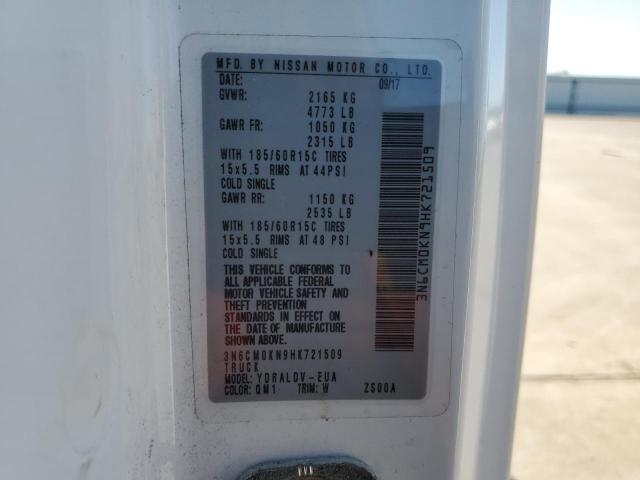 MFD. BY NISSAN MOTOR CO., LTD.
DATE: 09/17
GVWR: 2165 KG
4773 LB
GAWR FR: 1050 KG
2315 LB
WITH 185/60R15C TIRES
15x5.5 RIMS AT 44PSI
COLD SINGLE
GAWR RR: 1150 KG
2535 LB
WITH 185/60R15C TIRES
15x5.5 RIMS AT 48 PSI
COLD SINGLE
THIS VEHICLE CONFORMS TO
ALL APPLICABLE FEDERAL
MOTOR VEHICLE SAFETY AND
THEFT PREVENTION
STANDARDS IN EFFECT ON
THE DATE OF MANUFACTURE
SHOWN ABOVE.
3N6CM0KN9HK721509
TRUCK
MODEL: YDRALDV-EUA
COLOR: QM1 TRIM: W ZS00A
3N6CM0KN9HK721509